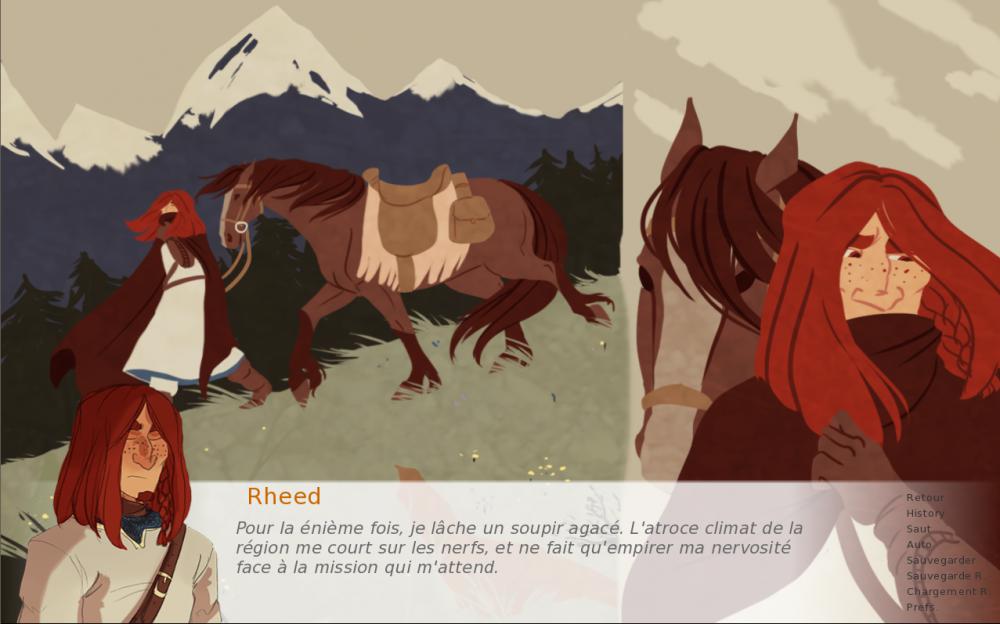 Rheed
Pour la énième fois, je lâche un soupir agacé. L'atroce climat de la
région me court sur les nerfs, et ne fait qu'empirer ma nervosité
face à la mission qui m'attend.
Retour
History
Saut
Auto
Sauvegarder
Sauvegarde R.
Chargement R.
Prefs.